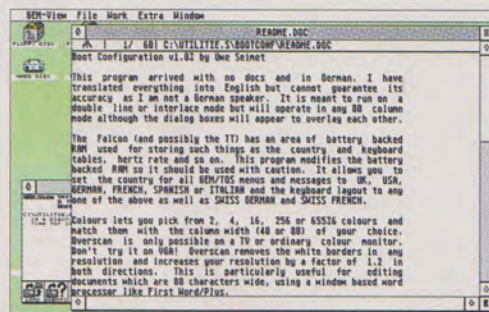 GEM-View File Work Extra Window
README.DOC
1/ 60| C:\UTILITIE.S\BOOTCONF\README.DOC
Boot Configuration v1.02 by Uwe Seimet
This program arrived with no docs and in German. I have
translated everything into English but cannot guarantee its
accuracy as I am not a German speaker. It is meant to run on a
double line or interlace mode but will operate in any 80 column
mode although the dialog boxes will appear to overlay each other.
The Falcon (and possibly the TT) has an area of battery backed
RAM used for storing such things as the country and keyboard
tables, hertz rate and so on. This program modifies the battery
backed RAM so it should be used with caution. It allows you to
set the country for all GEM/TOS menus and messages to UK, USA,
GERMAN, FRENCH, SPANISH or ITALIAN and the keyboard layout to any
one of the above as well as SWISS GERMAN and SWISS FRENCH.
Colours lets you pick from 2, 4, 16, 256 or 65536 colours and
match them with the column width (40 or 80) of your choice.
Overscan is only possible on a TV or ordinary colour monitor.
Don't try it on VGA! Overscan removes the white borders in any
resolution and increases your resolution by a factor of 1.2 in
both directions. This is particularly useful for editing
documents which are 80 characters wide, using a window based word
processor like First Word/Plus.